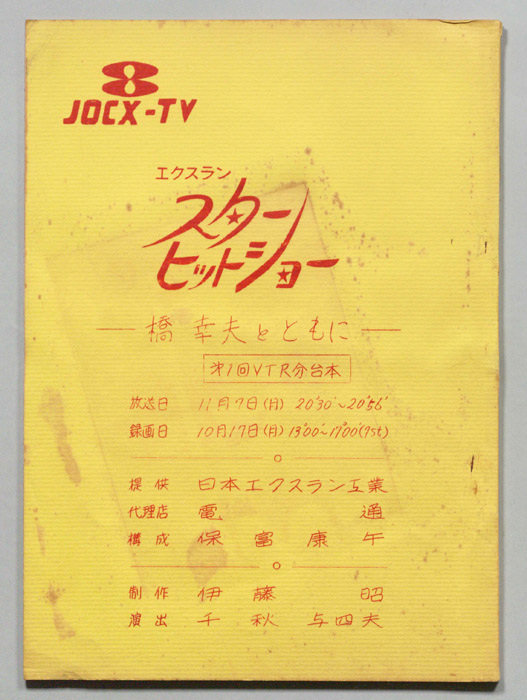 JOCX-TV
エクスラン
スター
ヒットショー
橋 幸夫とともに
第1回VTR分台本
放送日 11月7日(月) 20°30′~20°56′
録画日 10月17日(月) 13°00′~17°00′(7st)
提供 日本エクスラン工業
代理店 電通
構成 保富康午
制作 伊藤昭
演出 千秋与四夫